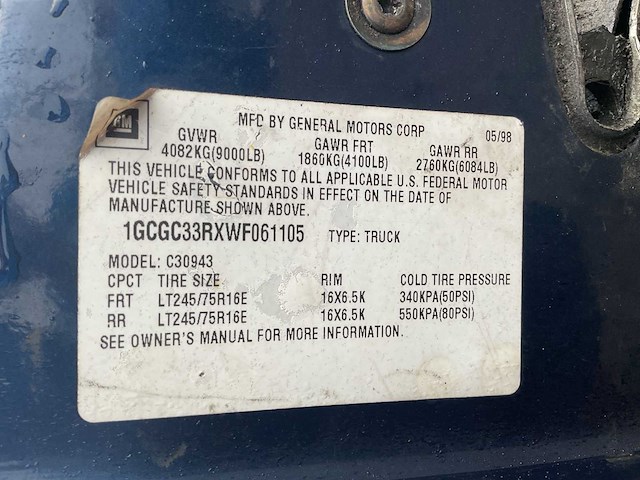 GM
MFD BY GENERAL MOTORS CORP 05/98
GVWR GAWR FRT GAWR RR
4082KG(9000LB) 1860KG(4100LB) 2760KG(6084LB)
THIS VEHICLE CONFORMS TO ALL APPLICABLE U.S. FEDERAL MOTOR
VEHICLE SAFETY STANDARDS IN EFFECT ON THE DATE OF
MANUFACTURE SHOWN ABOVE.
1GCGC33RXWF061105 TYPE: TRUCK
MODEL: C30943
CPCT TIRE SIZE RIM COLD TIRE PRESSURE
FRT LT245/75R16E 16X6.5K 340KPA(50PSI)
RR LT245/75R16E 16X6.5K 550KPA(80PSI)
SEE OWNER'S MANUAL FOR MORE INFORMATION.